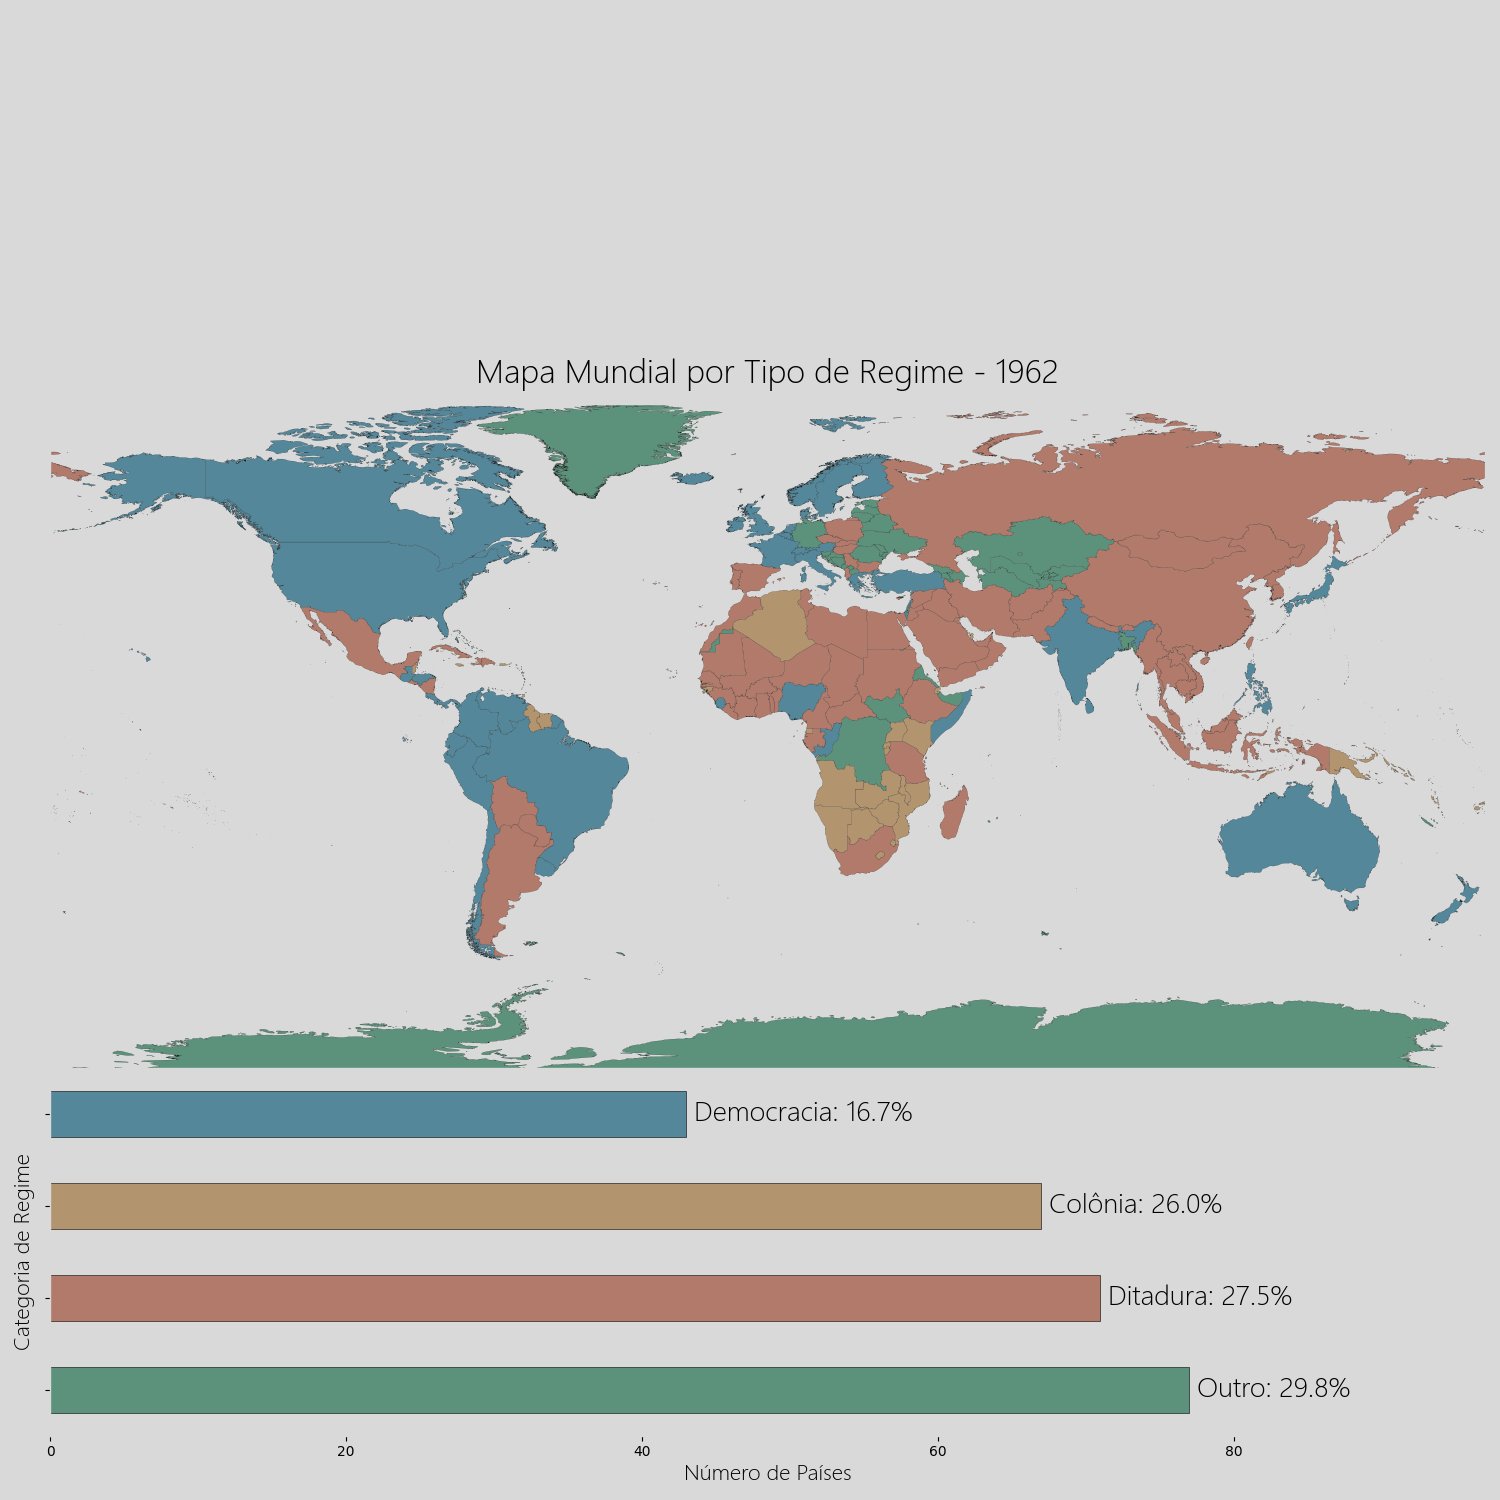 Mapa Mundial por Tipo de Regime - 1962
Democracia: 16.7%
Colônia: 26.0%
Ditadura: 27.5%
Outro: 29.8%
Categoria de Regime
0 20 40 60 80
Número de Países